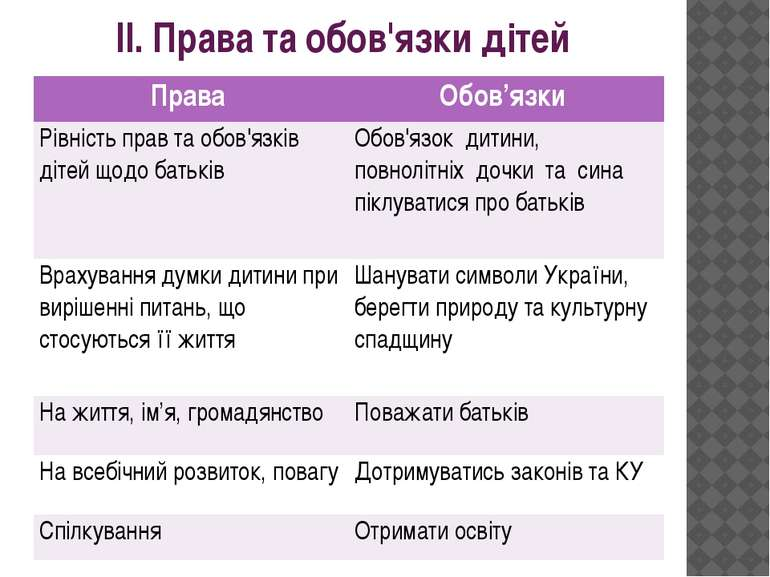 ІІ. Права та обов'язки дітей
Права
Обов’язки
Рівність прав та обов'язків
дітей щодо батьків
Обов'язок дитини,
повнолітніх дочки та сина
піклуватися про батьків
Врахування думки дитини при
вирішенні питань, що
стосуються її життя
Шанувати символи України,
берегти природу та культурну
спадщину
На життя, ім’я, громадянство
Поважати батьків
На всебічний розвиток, повагу
Дотримуватись законів та КУ
Спілкування
Отримати освіту